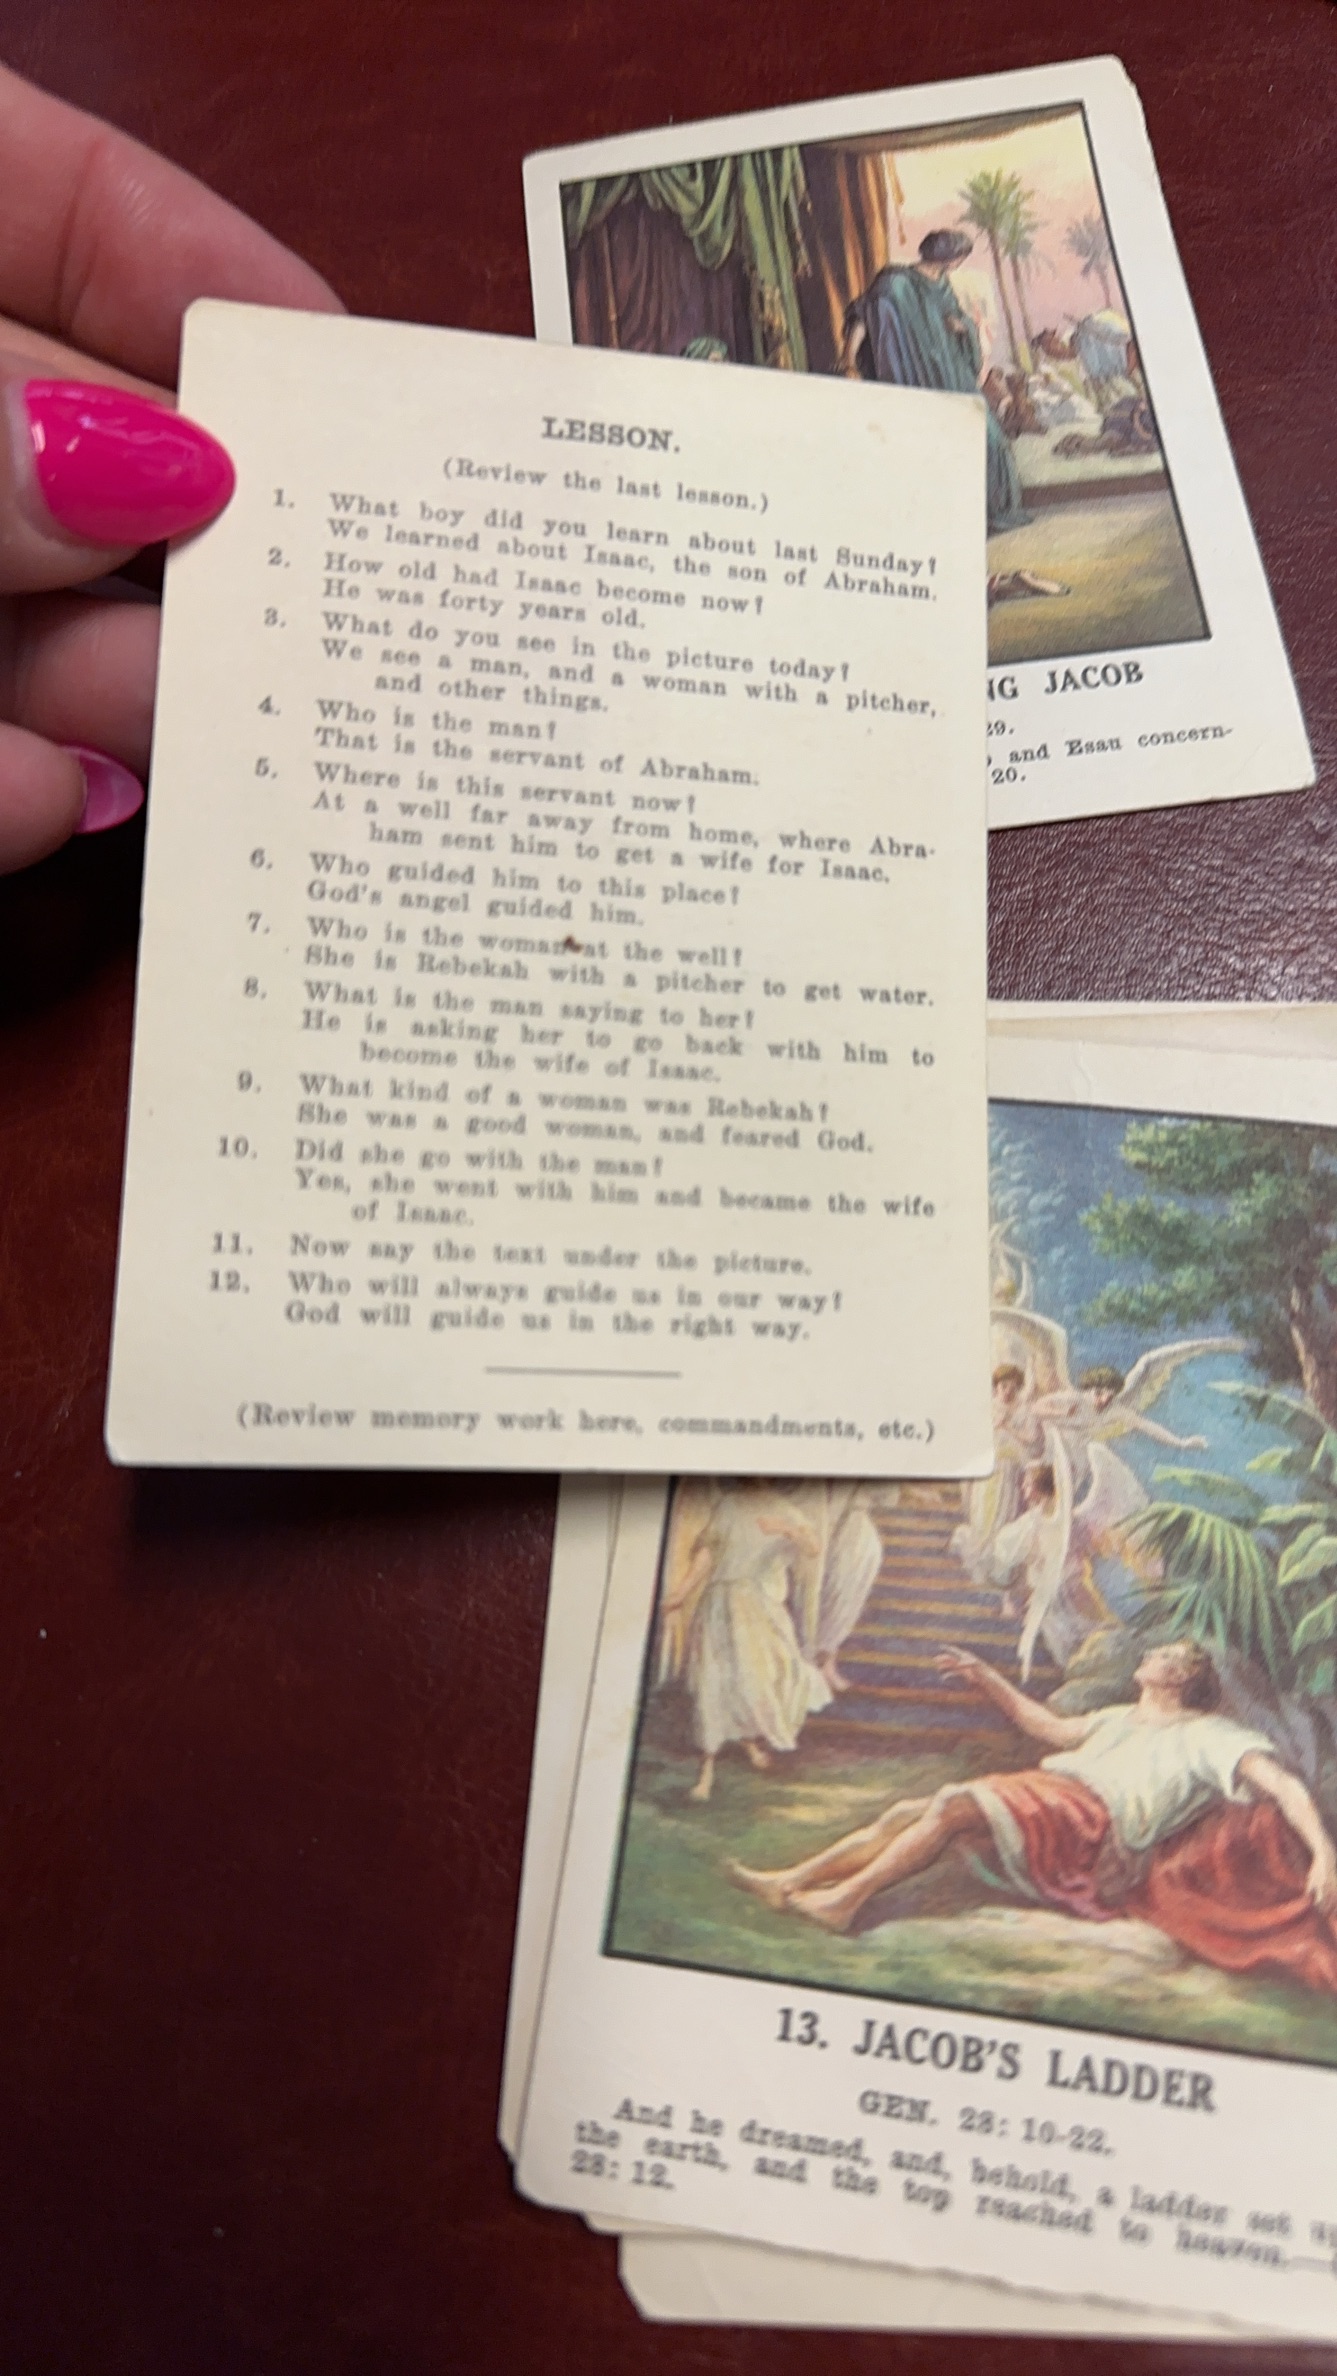 LESSON.
(Review the last lesson.)
1. What boy did you learn about last Sunday?
We learned about Isaac, the son of Abraham.
2. How old had Isaac become now?
He was forty years old.
3. What do you see in the picture today?
We see a man, and a woman with a pitcher,
and other things.
4. Who is the man?
That is the servant of Abraham.
5. Where is this servant now?
At a well far away from home, where Abra-
ham sent him to get a wife for Isaac.
6. Who guided him to this place?
God's angel guided him.
7. Who is the woman at the well?
She is Rebekah with a pitcher to get water.
8. What is the man saying to her?
He is asking her to go back with him to
become the wife of Isaac.
9. What kind of a woman was Rebekah?
She was a good woman, and feared God.
10. Did she go with the man?
Yes, she went with him and became the wife
of Isaac.
11. Now say the text under the picture.
12. Who will always guide us in our way?
God will guide us in the right way.
(Review memory work here, commandments, etc.)
NG JACOB
29.
and Esau concern-
20.
13. JACOB'S LADDER
GEN. 28: 10-22.
And he dreamed, and, behold, a ladder set
the earth, and the top reached to heaven.—
28: 12.